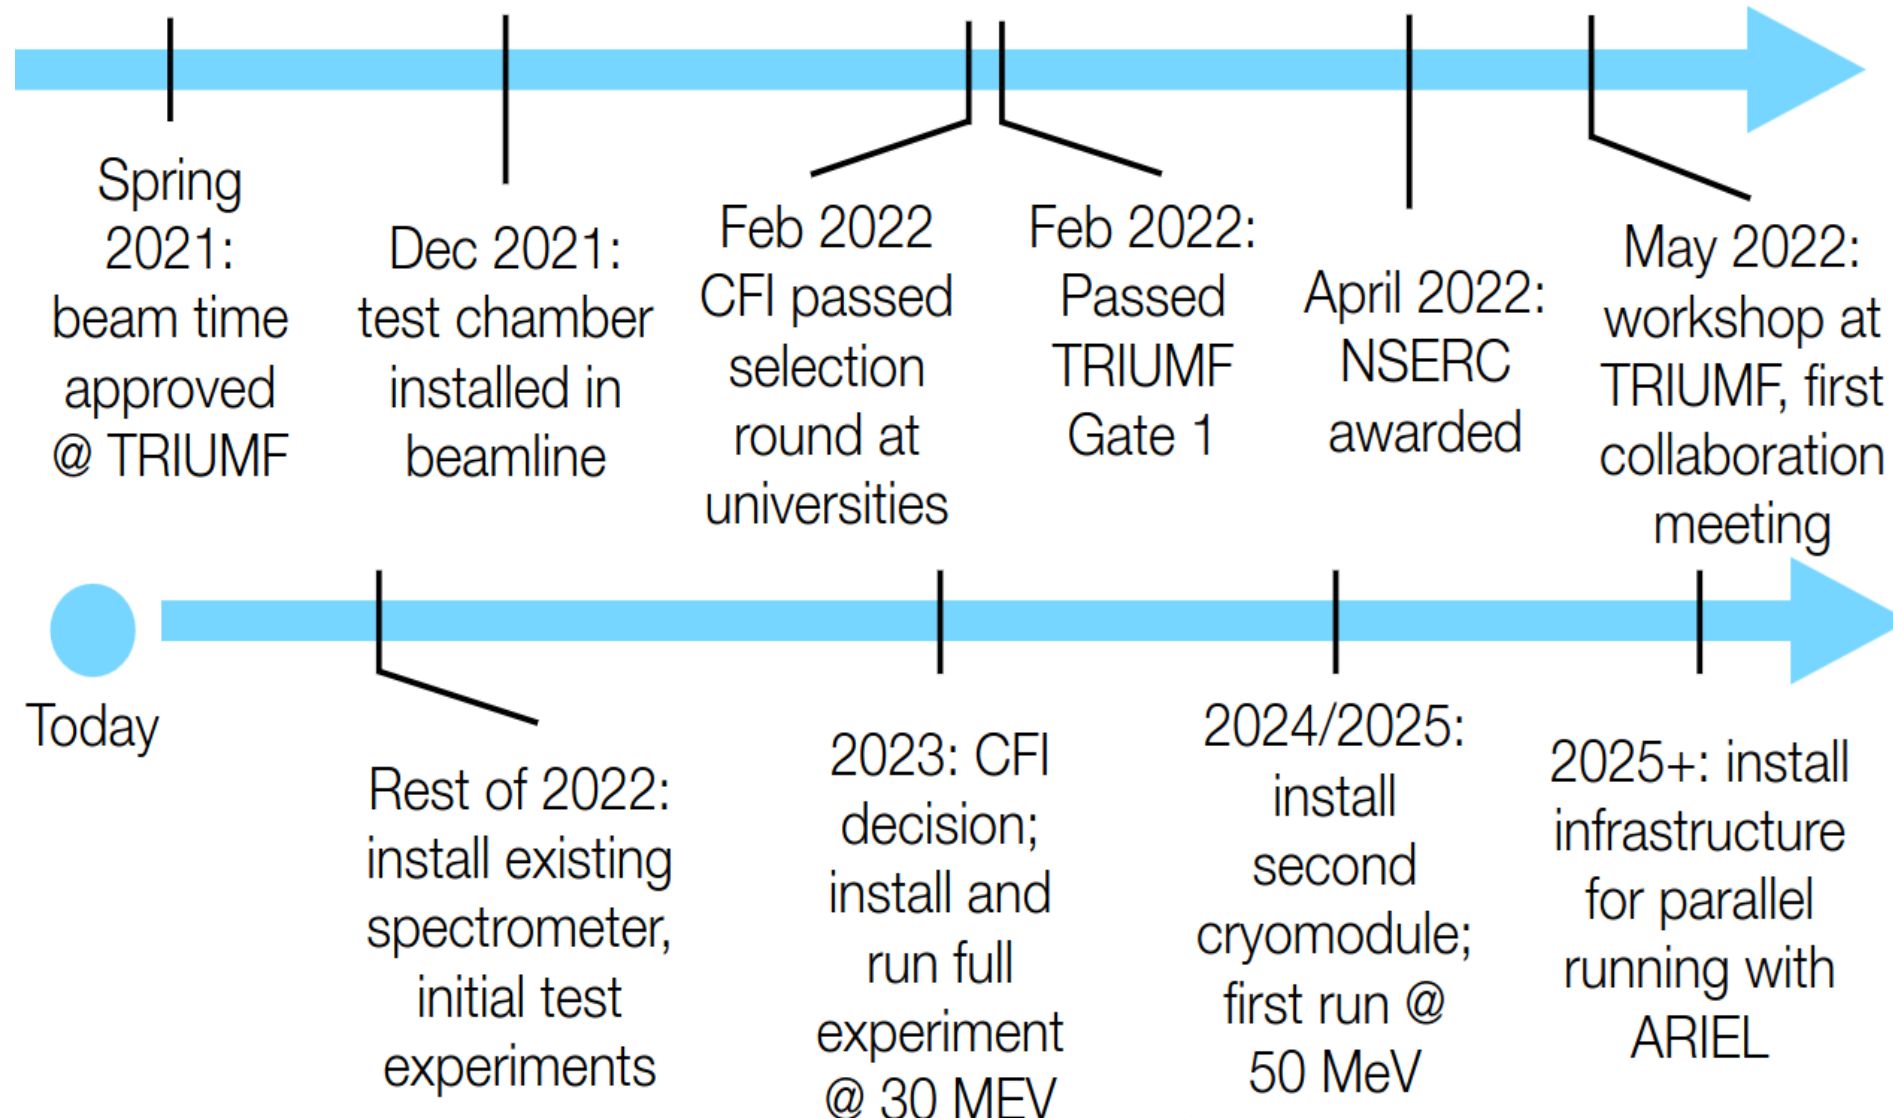 Spring
2021:
beam time
approved
@ TRIUMF
Dec 2021:
test chamber
installed in
beamline
Feb 2022
CFI passed
selection
round at
universities
Feb 2022:
Passed
TRIUMF
Gate 1
April 2022:
NSERC
awarded
May 2022:
workshop at
TRIUMF, first
collaboration
meeting
Today
Rest of 2022:
install existing
spectrometer,
initial test
experiments
2023: CFI
decision;
install and
run full
experiment
@ 30 MEV
2024/2025:
install
second
cryomodule;
first run @
50 MeV
2025+: install
infrastructure
for parallel
running with
ARIEL